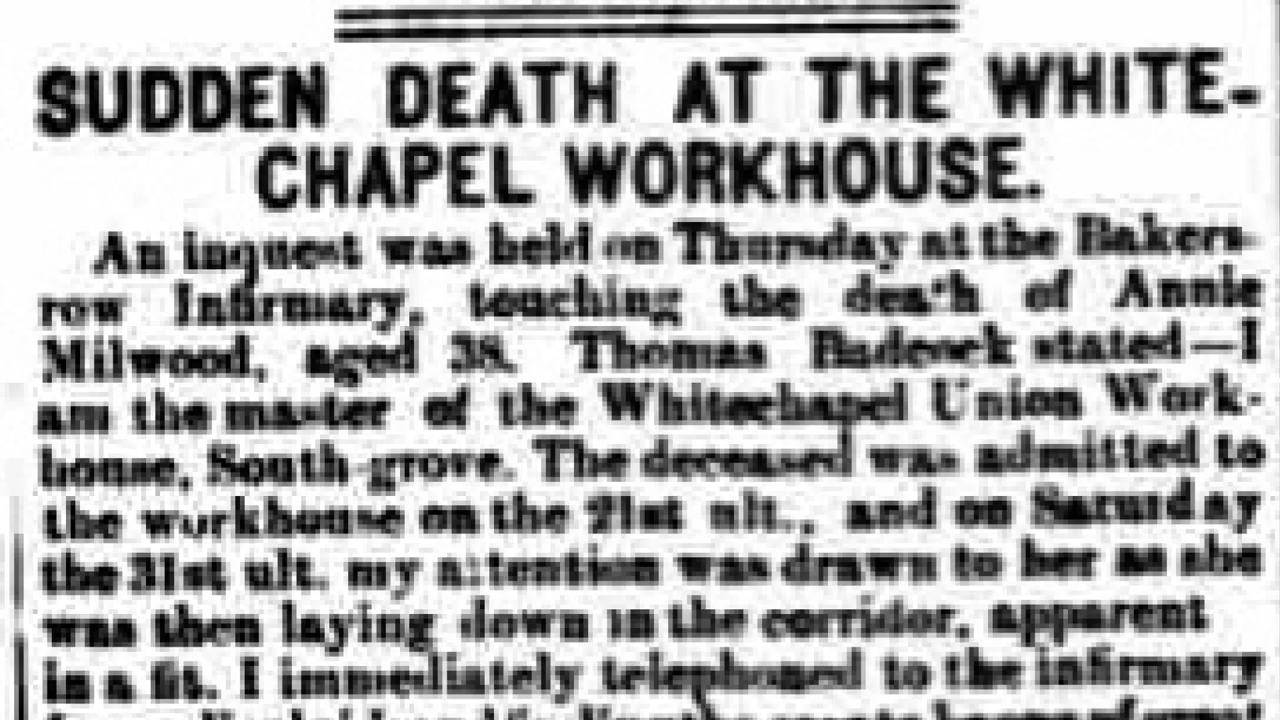 SUDDEN DEATH AT THE WHITE-
CHAPEL WORKHOUSE.
An inquest was held on Thursday at the Bakers-
row Infirmary, touching the death of Annie
Milwood, aged 38. Thomas Badcock stated—I
am the master of the Whitechapel Union Work-
house, South-grove. The deceased was admitted to
the workhouse on the 21st ult., and on Saturday
the 31st ult. my attention was drawn to her as she
was then laying down in the corridor, apparent
in a fit. I immediately telephoned to the infirmary